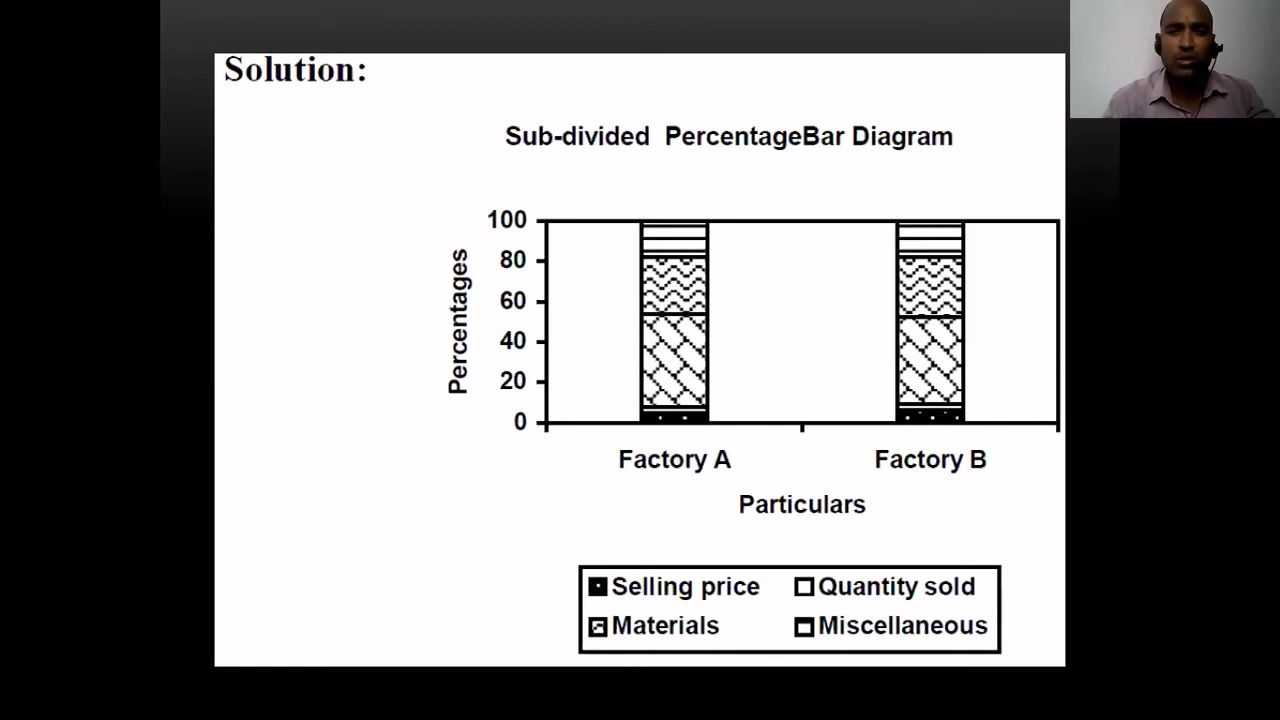 Solution:
Sub-divided PercentageBar Diagram
100
80
60
40
20
0
Percentages
Factory A Factory B
Particulars
Selling price Quantity sold
Materials Miscellaneous